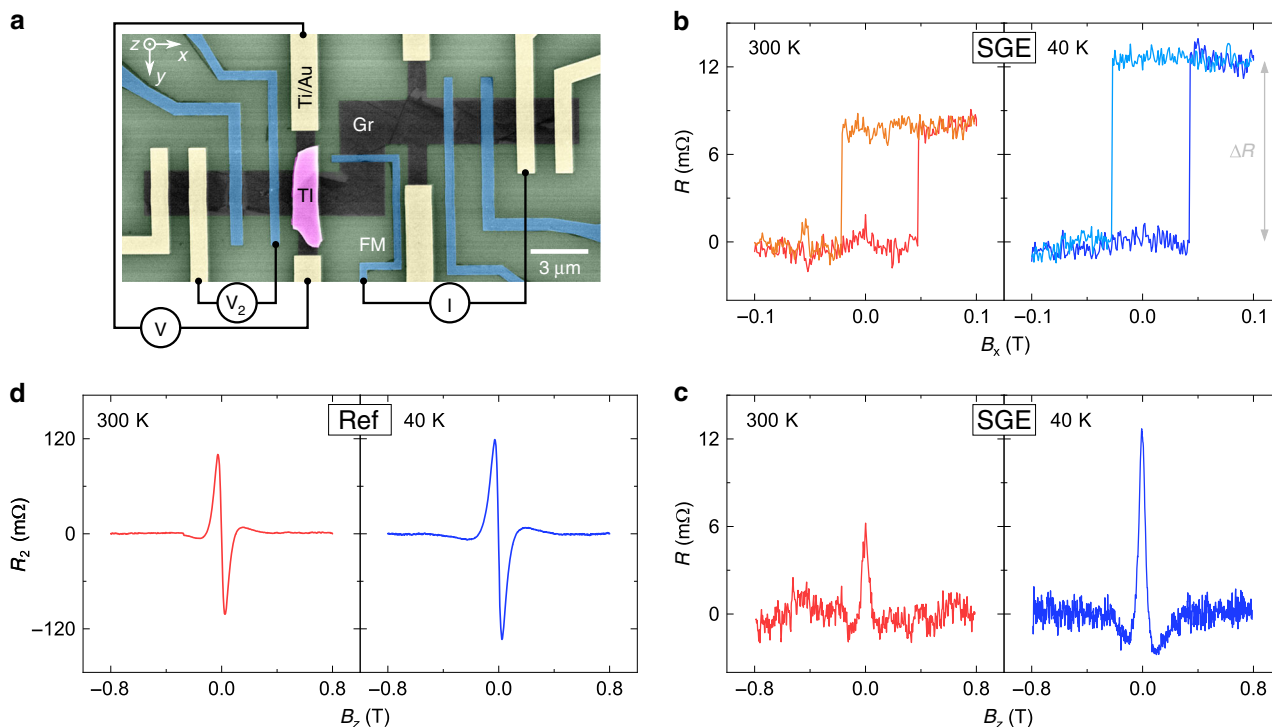 a
z x
y
Ti/Au
Gr
TI
FM
3 μm
V₂
I
V
b
300 K SGE 40 K
12
6
0
R (mΩ)
ΔR
−0.1 0.0 0.1 −0.1 0.0 0.1
Bₓ (T)
d
300 K Ref 40 K
120
0
−120
R₂ (mΩ)
−0.8 0.0 0.8 −0.8 0.0 0.8
B_z (T)
c
300 K SGE 40 K
12
6
0
R (mΩ)
−0.8 0.0 0.8 −0.8 0.0 0.8
B_z (T)